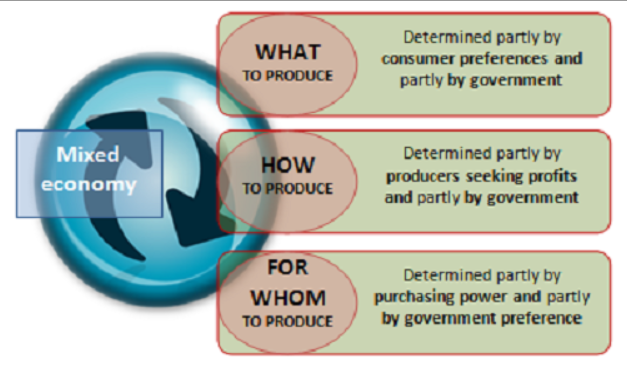 Mixed
economy
WHAT
TO PRODUCE
Determined partly by
consumer preferences and
partly by government
HOW
TO PRODUCE
Determined partly by
producers seeking profits
and partly by government
FOR
WHOM
TO PRODUCE
Determined partly by
purchasing power and partly
by government preference